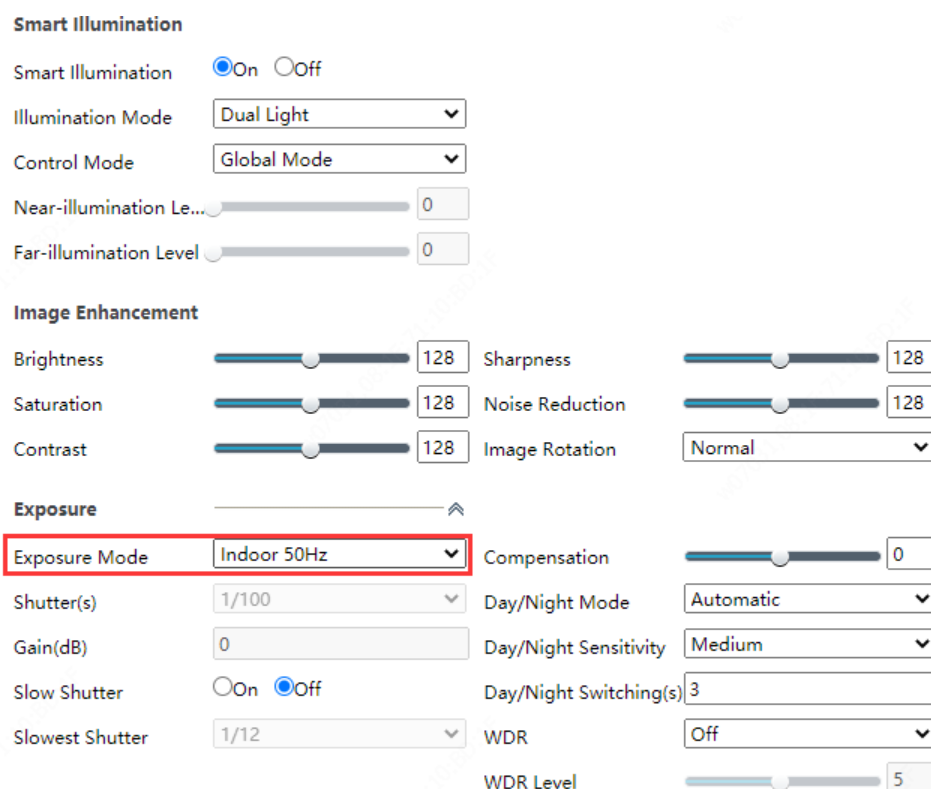 Smart Illumination
Smart Illumination On Off
Illumination Mode Dual Light
Control Mode Global Mode
Near-illumination Le... 0
Far-illumination Level 0
Image Enhancement
Brightness 128 Sharpness 128
Saturation 128 Noise Reduction 128
Contrast 128 Image Rotation Normal
Exposure
Exposure Mode Indoor 50Hz Compensation 0
Shutter(s) 1/100 Day/Night Mode Automatic
Gain(dB) 0 Day/Night Sensitivity Medium
Slow Shutter On Off Day/Night Switching(s) 3
Slowest Shutter 1/12 WDR Off
WDR Level 5